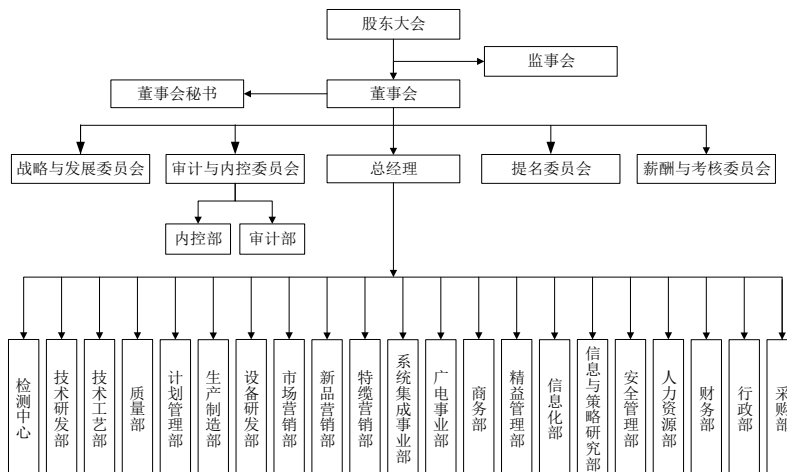 股东大会
监事会
董事会秘书
董事会
战略与发展委员会
审计与内控委员会
总经理
提名委员会
薪酬与考核委员会
内控部
审计部
检测中心
技术研发部
技术工艺部
质量部
计划管理部
生产制造部
设备研发部
市场营销部
新品营销部
特缆营销部
系统集成事业部
广电事业部
商务部
精益管理部
信息化部
信息与策略研究部
安全管理部
人力资源部
财务部
行政部
采购部